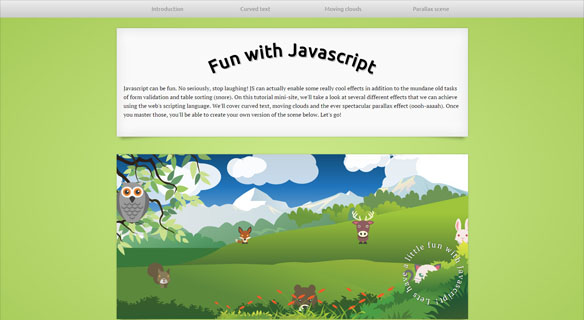 Introduction Curved text Moving clouds Parallax scene
Fun with Javascript
Javascript can be fun. No seriously, stop laughing! JS can actually enable some really cool effects in addition to the mundane old tasks
of form validation and table sorting (snore). On this tutorial mini-site, we'll take a look at several different effects that we can achieve
using the web's scripting language. We'll cover curved text, moving clouds and the ever spectacular parallax effect (oooh-aaaah). Once
you master those, you'll be able to create your own version of the scene below. Let's go!
Lets have a little fun with Javascript!